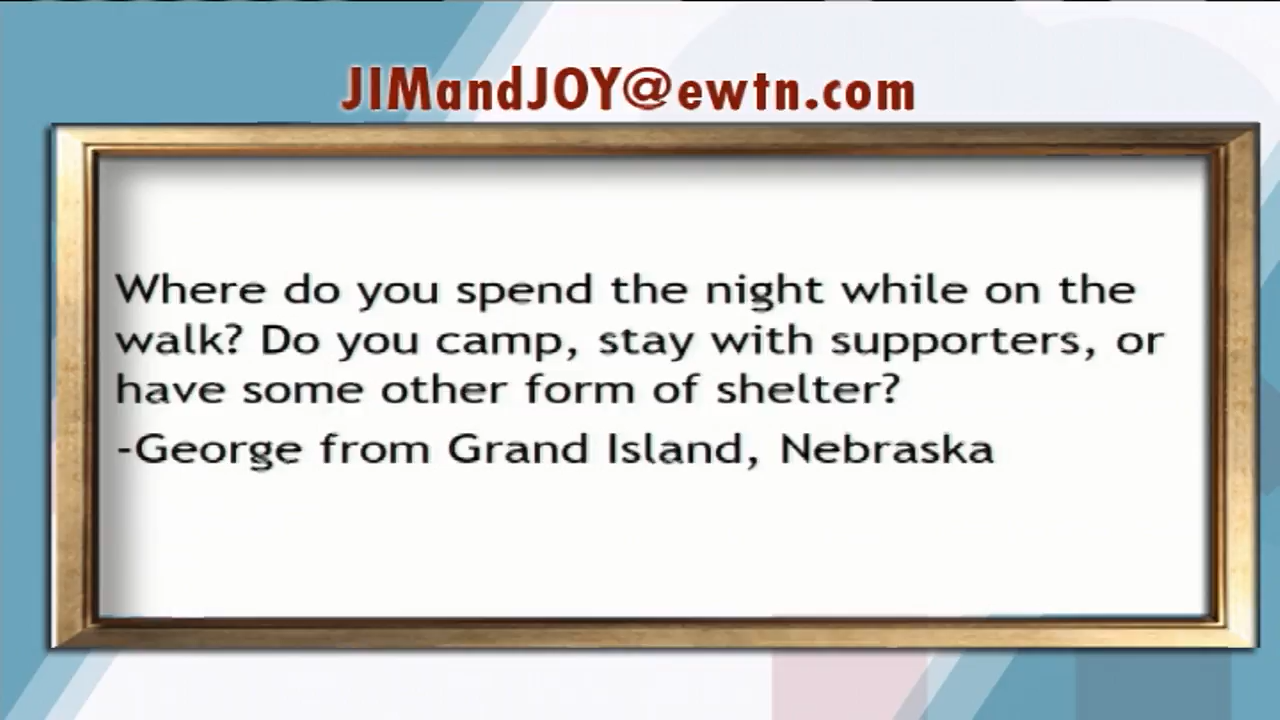 JIMandJOY@ewtn.com
Where do you spend the night while on the
walk? Do you camp, stay with supporters, or
have some other form of shelter?
-George from Grand Island, Nebraska